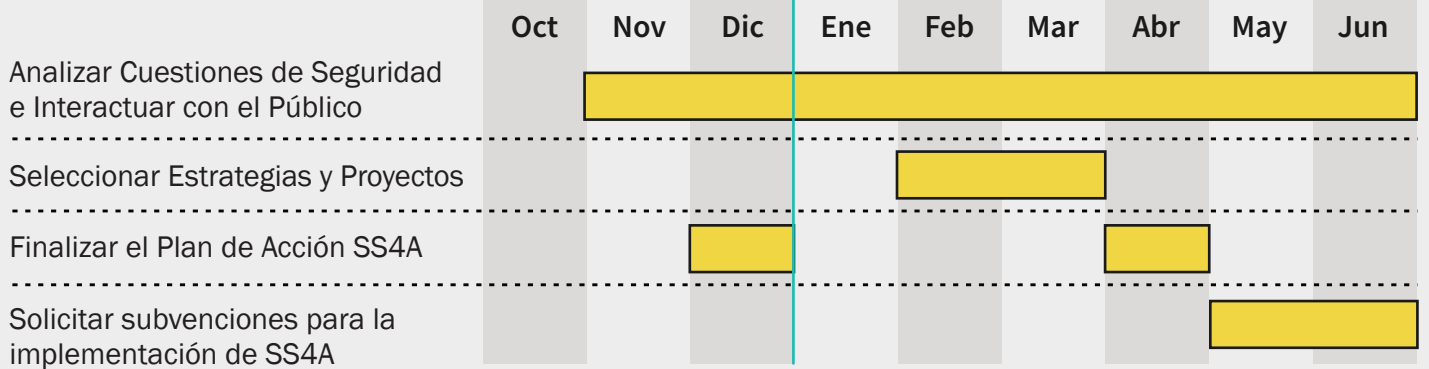 Oct Nov Dic Ene Feb Mar Abr May Jun
Analizar Cuestiones de Seguridad
e Interactuar con el Público
Seleccionar Estrategias y Proyectos
Finalizar el Plan de Acción SS4A
Solicitar subvenciones para la
implementación de SS4A